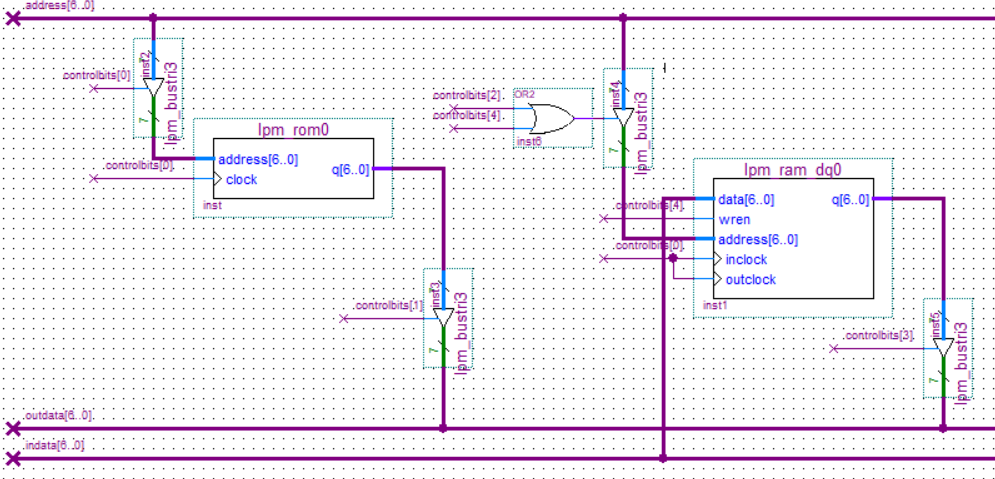 address[6..0]
inst2
lpm_bustri3
controlbits[0]
7
controlbits[0].
lpm_rom0
address[6..0]
q[6..0]
clock
inst
controlbits[2].
controlbits[4].
OR2
inst6
inst4
lpm_bustri3
7
lpm_ram_dq0
data[6..0]
q[6..0]
controlbits[4].
wren
address[6..0]
controlbits[0].
inclock
outclock
inst1
controlbits[1]
inst3
lpm_bustri3
7
controlbits[3].
inst5
lpm_bustri3
7
outdata[6..0].
indata[6..0]